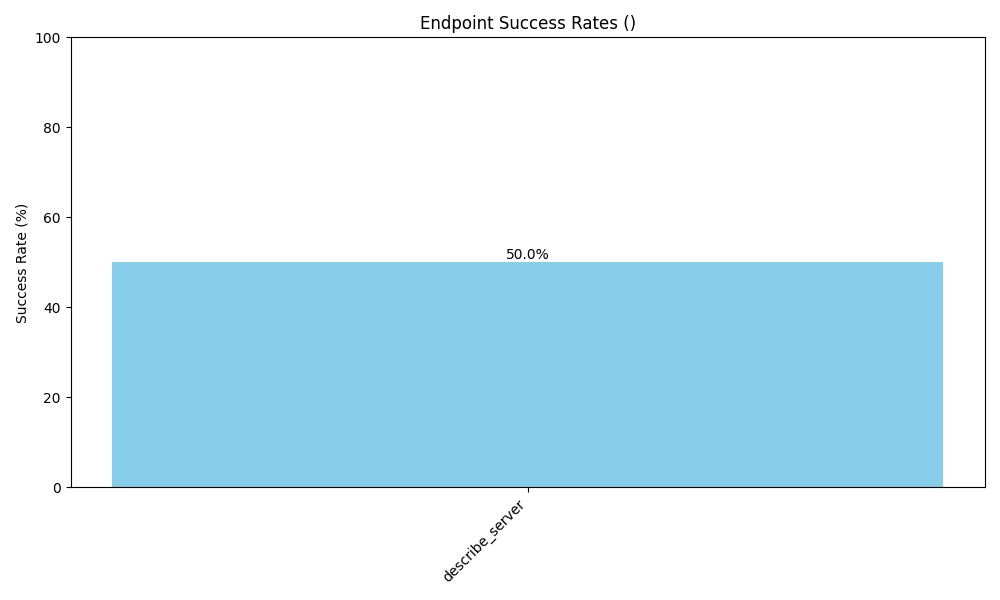 Endpoint Success Rates ()
100
80
60
40
20
0
Success Rate (%)
50.0%
describe_server